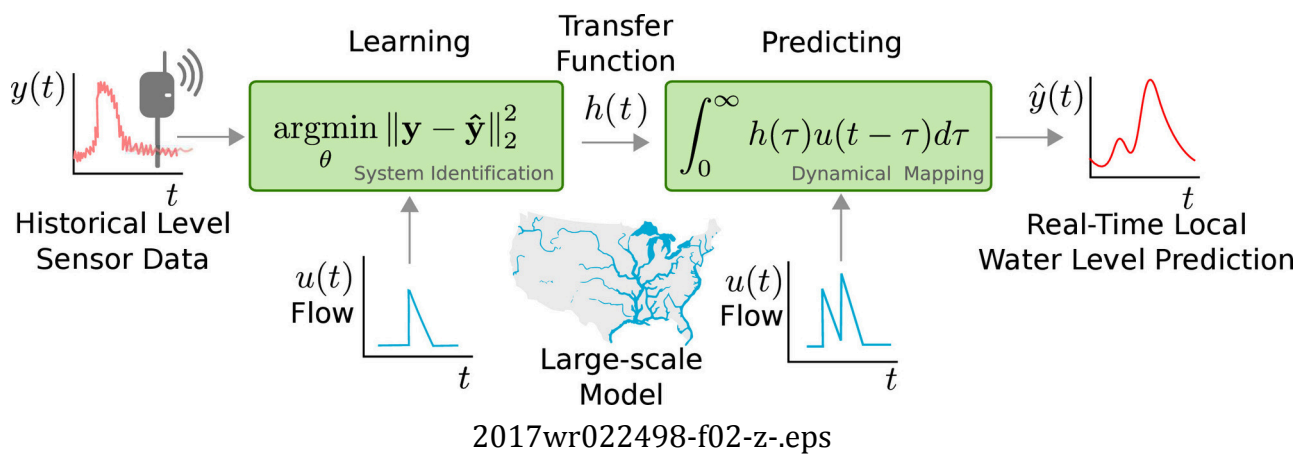 Learning
Transfer
Function
Predicting
y(t)
t
Historical Level
Sensor Data
argmin_θ ‖y − ŷ‖₂²
System Identification
h(t)
∫₀^∞ h(τ)u(t − τ)dτ
Dynamical Mapping
ŷ(t)
t
Real-Time Local
Water Level Prediction
u(t)
Flow
t
Large-scale
Model
u(t)
Flow
t
2017wr022498-f02-z-.eps